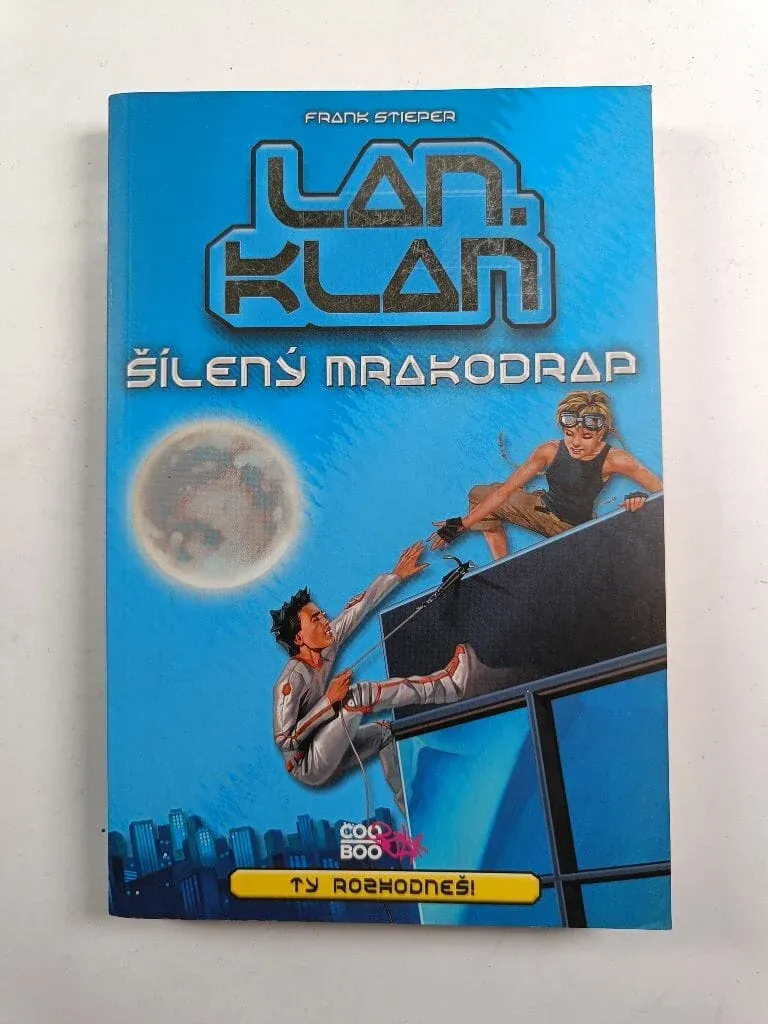 FRANK STIEPER
LAN.
KLAN
ŠÍLENÝ MRAKODRAP
COO
BOO
TY ROZHODNEŠ!